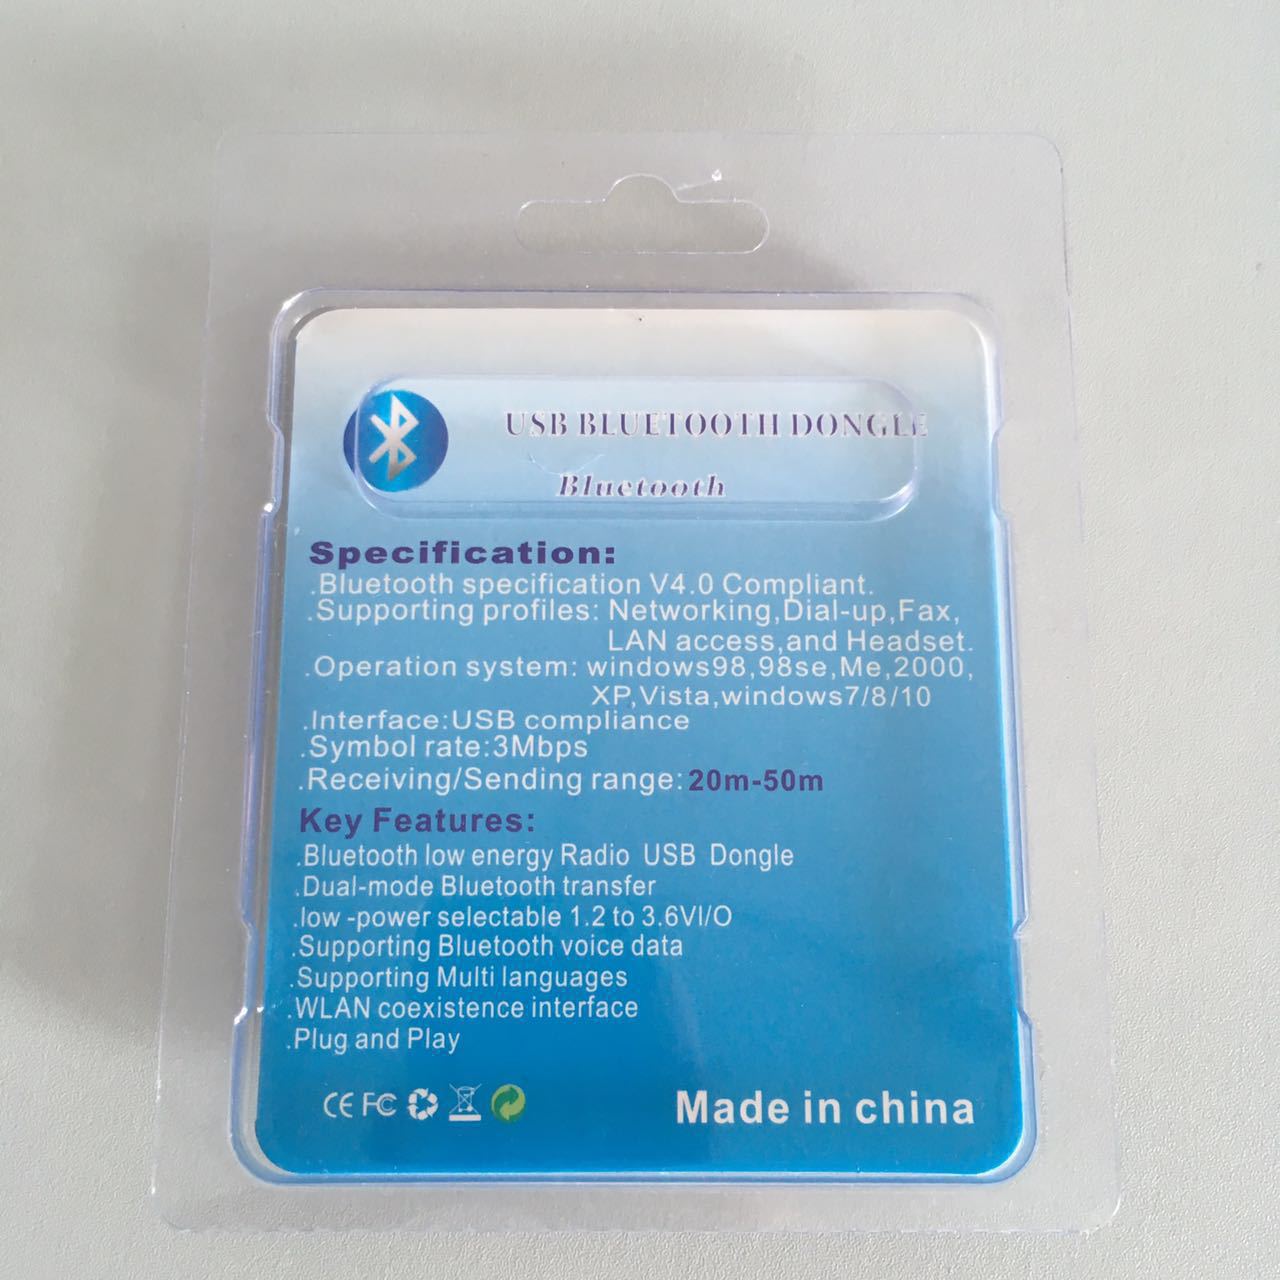 USB BLUETOOTH DONGLE
Bluetooth
Specification:
.Bluetooth specification V4.0 Compliant.
.Supporting profiles: Networking,Dial-up,Fax,
LAN access,and Headset.
.Operation system: windows98,98se,Me,2000,
XP,Vista,windows7/8/10
.Interface:USB compliance
.Symbol rate:3Mbps
.Receiving/Sending range: 20m-50m
Key Features:
.Bluetooth low energy Radio USB Dongle
.Dual-mode Bluetooth transfer
.low -power selectable 1.2 to 3.6VI/O
.Supporting Bluetooth voice data
.Supporting Multi languages
.WLAN coexistence interface
.Plug and Play
CE FC
Made in china